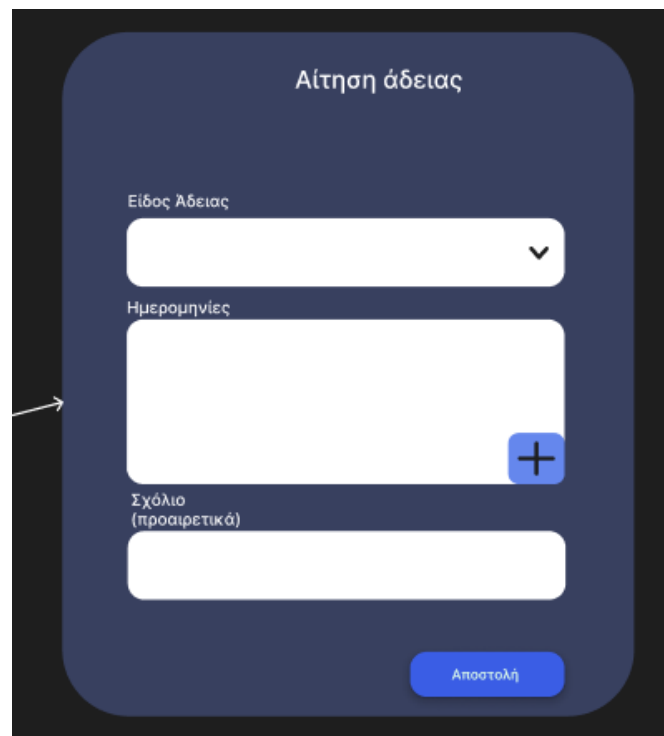 Αίτηση άδειας
Είδος Άδειας
Ημερομηνίες
Σχόλιο
(προαιρετικά)
Αποστολή